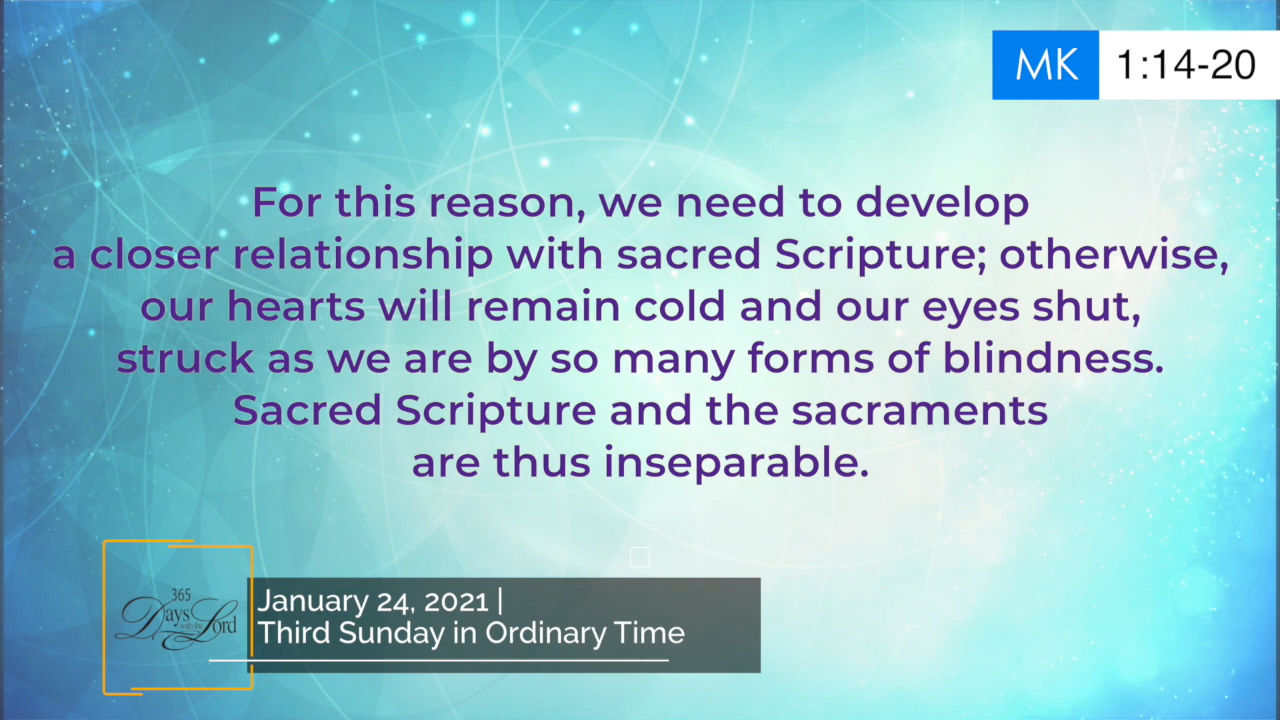 MK 1:14-20
For this reason, we need to develop
a closer relationship with sacred Scripture; otherwise,
our hearts will remain cold and our eyes shut,
struck as we are by so many forms of blindness.
Sacred Scripture and the sacraments
are thus inseparable.
365
Days with the Lord
January 24, 2021 |
Third Sunday in Ordinary Time